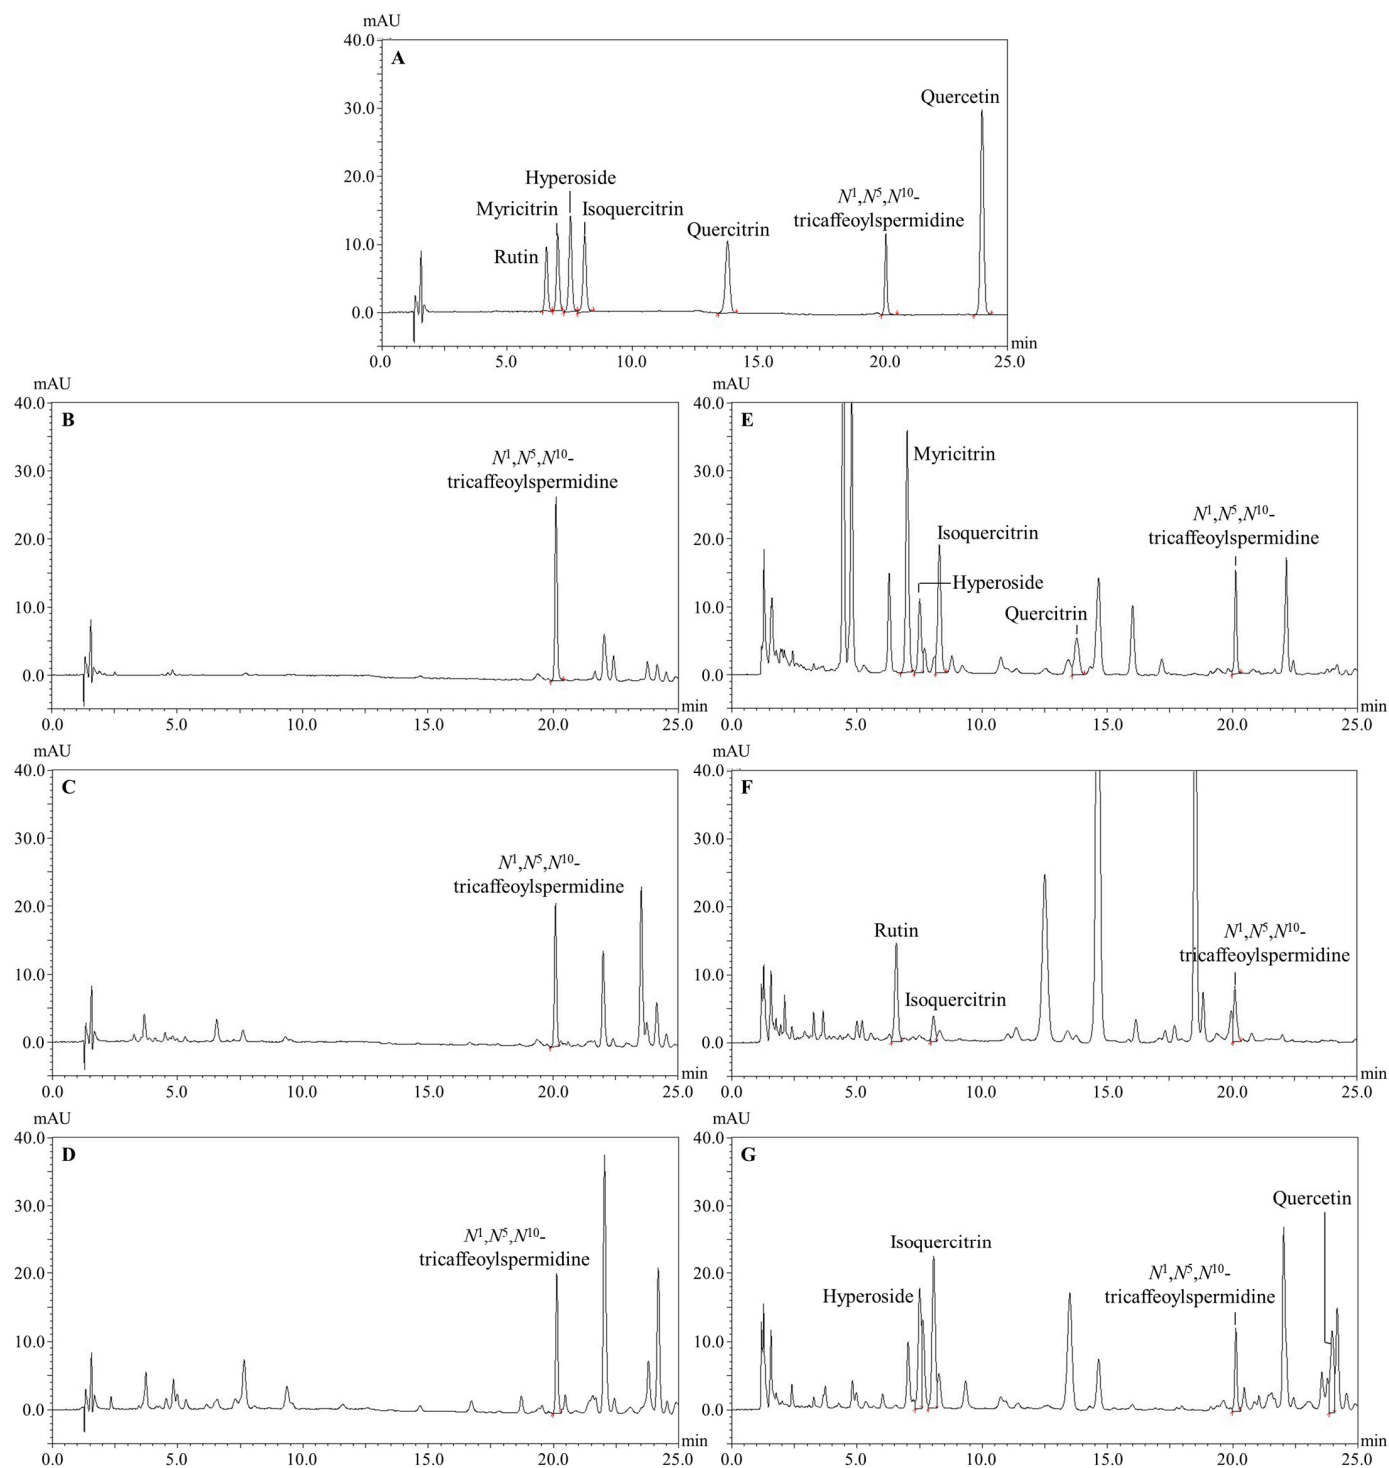 mAU
40.0
A
30.0
Quercetin
20.0
Hyperoside
N1,N5,N10-
Myricitrin Isoquercitrin
tricaffeoylspermidine
Quercitrin
10.0
Rutin
0.0
min
0.0 5.0 10.0 15.0 20.0 25.0
mAU
40.0
B
30.0
N1,N5,N10-
tricaffeoylspermidine
20.0
10.0
0.0
min
0.0 5.0 10.0 15.0 20.0 25.0
mAU
40.0
E
Myricitrin
30.0
N1,N5,N10-
tricaffeoylspermidine
20.0
Isoquercitrin
Hyperoside
Quercitrin
10.0
0.0
min
0.0 5.0 10.0 15.0 20.0 25.0
mAU
40.0
C
30.0
N1,N5,N10-
tricaffeoylspermidine
20.0
10.0
0.0
min
0.0 5.0 10.0 15.0 20.0 25.0
mAU
40.0
F
30.0
20.0
Rutin
N1,N5,N10-
tricaffeoylspermidine
10.0
Isoquercitrin
0.0
min
0.0 5.0 10.0 15.0 20.0 25.0
mAU
40.0
D
30.0
N1,N5,N10-
tricaffeoylspermidine
20.0
10.0
0.0
min
0.0 5.0 10.0 15.0 20.0 25.0
mAU
40.0
G
30.0
Quercetin
Isoquercitrin
20.0
N1,N5,N10-
Hyperoside
tricaffeoylspermidine
10.0
0.0
min
0.0 5.0 10.0 15.0 20.0 25.0